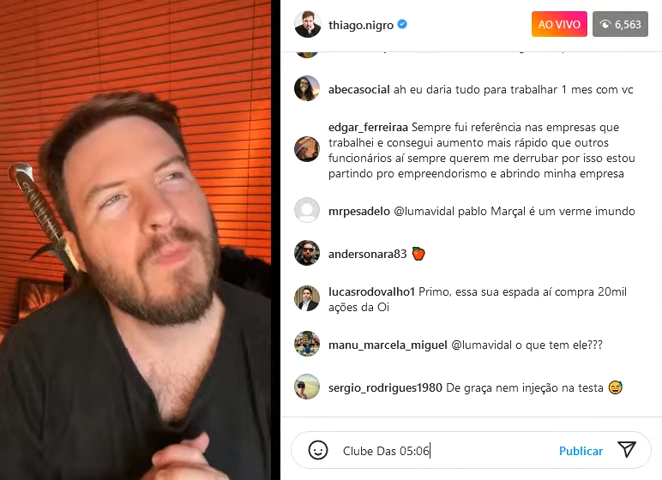 thiago.nigro
AO VIVO
6,563
abecasocial ah eu daria tudo para trabalhar 1 mes com vc
edgar_ferreiraa Sempre fui referência nas empresas que
trabalhei e consegui aumento mais rápido que outros
funcionários aí sempre querem me derrubar por isso estou
partindo pro empreendorismo e abrindo minha empresa
mrpesadelo @lumavidal pablo Marçal é um verme imundo
andersonara83 🍎
lucasrodovalho1 Primo, essa sua espada aí compra 20mil
ações da Oi
manu_marcela_miguel @lumavidal o que tem ele???
sergio_rodrigues1980 De graça nem injeção na testa 😅
Clube Das 05:06
Publicar